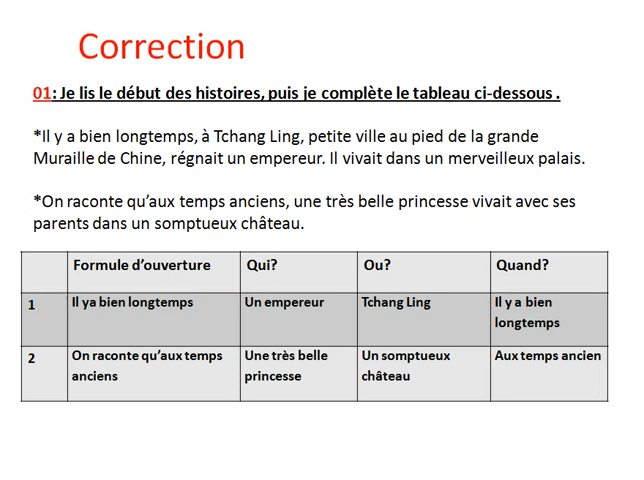 Correction
01: Je lis le début des histoires, puis je complète le tableau ci-dessous .
*Il y a bien longtemps, à Tchang Ling, petite ville au pied de la grande
Muraille de Chine, régnait un empereur. Il vivait dans un merveilleux palais.
*On raconte qu’aux temps anciens, une très belle princesse vivait avec ses
parents dans un somptueux château.
Formule d’ouverture Qui? Ou? Quand?
1 Il ya bien longtemps Un empereur Tchang Ling Il y a bien
longtemps
2 On raconte qu’aux temps Une très belle Un somptueux Aux temps ancien
anciens princesse château